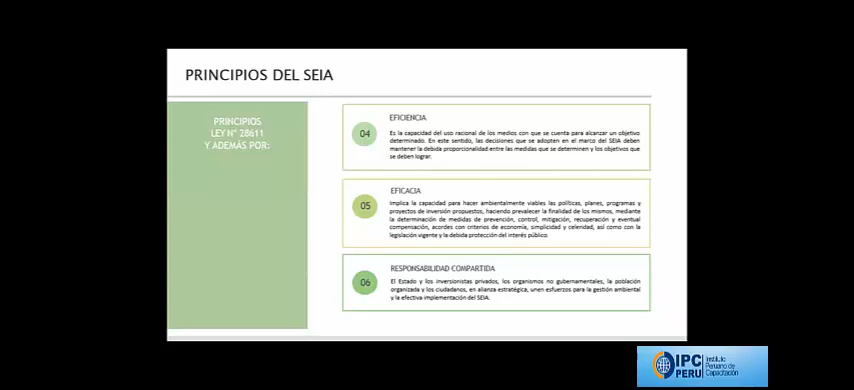 PRINCIPIOS DEL SEIA
PRINCIPIOS
LEY N° 28611
Y ADEMÁS POR:
04
EFICIENCIA
Es la capacidad del uso racional de los medios con que se cuenta para alcanzar un objetivo
determinado. En este sentido, las decisiones que se adopten en el marco del SEIA deben
mantener la debida proporcionalidad entre las medidas que se determinen y los objetivos que
se deben lograr.
05
EFICACIA
Implica la capacidad para hacer ambientalmente viables las políticas, planes, programas y
proyectos de inversión propuestos, haciendo prevalecer la finalidad de los mismos, mediante
la determinación de medidas de prevención, control, mitigación, recuperación y eventual
compensación, acordes con criterios de economía, simplicidad y celeridad, así como con la
legislación vigente y la debida protección del interés público.
06
RESPONSABILIDAD COMPARTIDA
El Estado y los inversionistas privados, los organismos no gubernamentales, la población
organizada y los ciudadanos, en alianza estratégica, unen esfuerzos para la gestión ambiental
y la efectiva implementación del SEIA.
IPC
PERU
Instituto
Peruano de
Capacitación